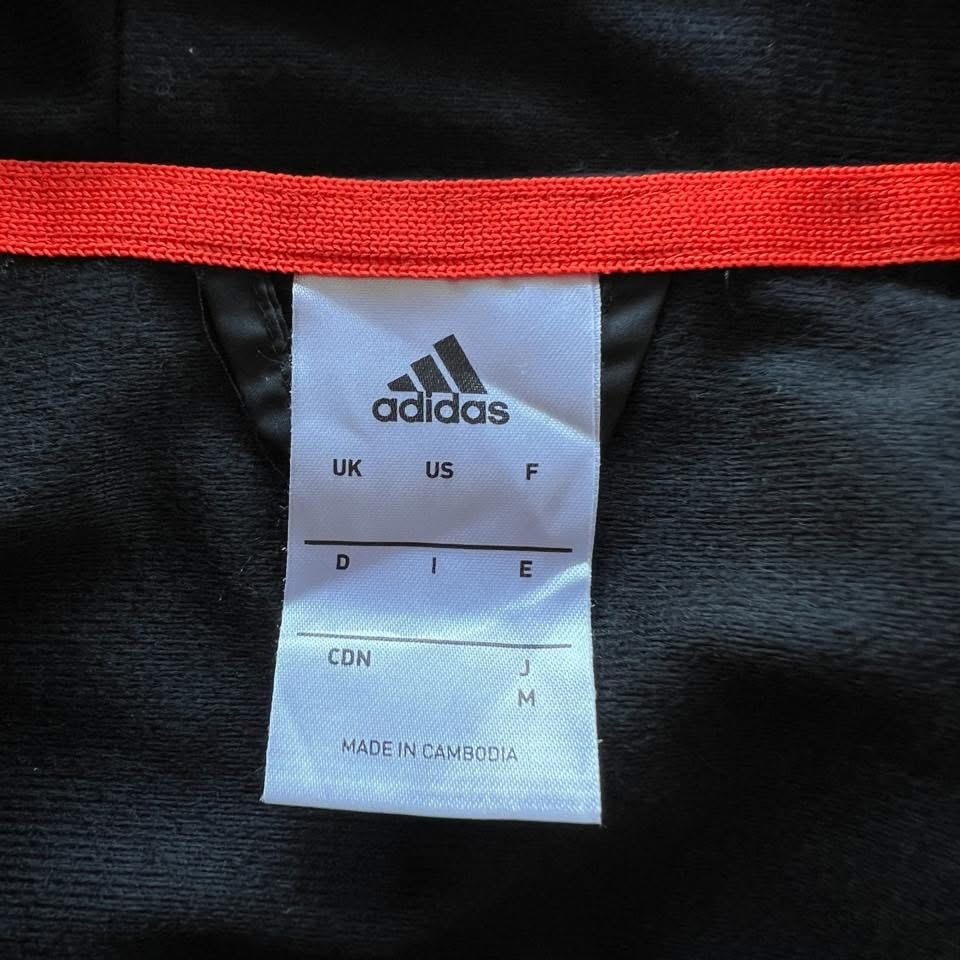 adidas
UK US F
D I E
CDN J
M
MADE IN CAMBODIA